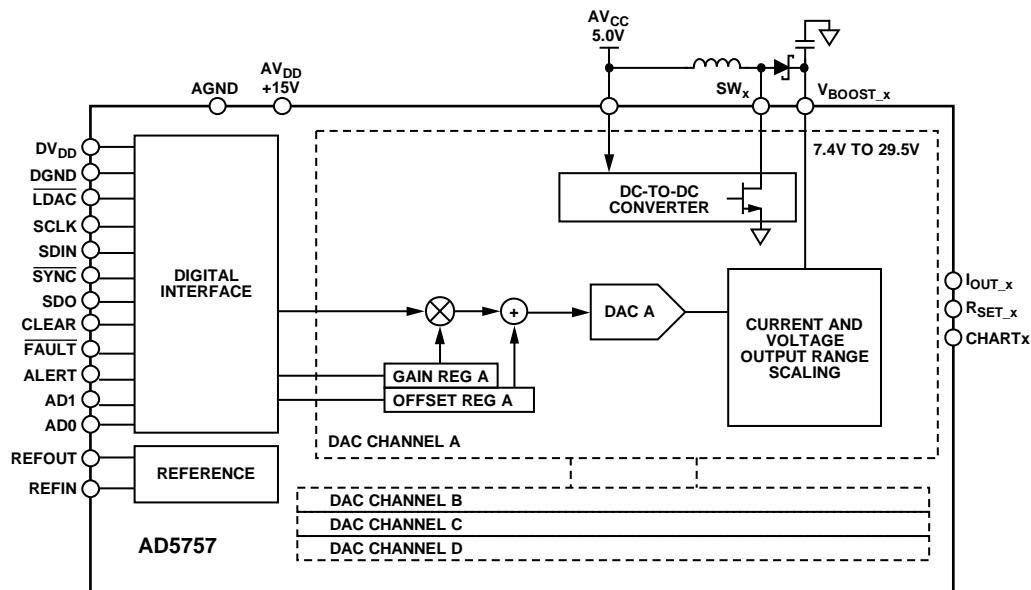 AVCC
5.0V
AVDD
+15V
AGND
SWx
VBOOST_x
7.4V TO 29.5V
DVDD
DGND
LDAC
SCLK
SDIN
SYNC
SDO
CLEAR
FAULT
ALERT
AD1
AD0
REFOUT
REFIN
DIGITAL
INTERFACE
REFERENCE
DC-TO-DC
CONVERTER
+
DAC A
GAIN REG A
OFFSET REG A
CURRENT AND
VOLTAGE
OUTPUT RANGE
SCALING
IOUT_x
RSET_x
CHARTx
DAC CHANNEL A
DAC CHANNEL B
DAC CHANNEL C
DAC CHANNEL D
AD5757